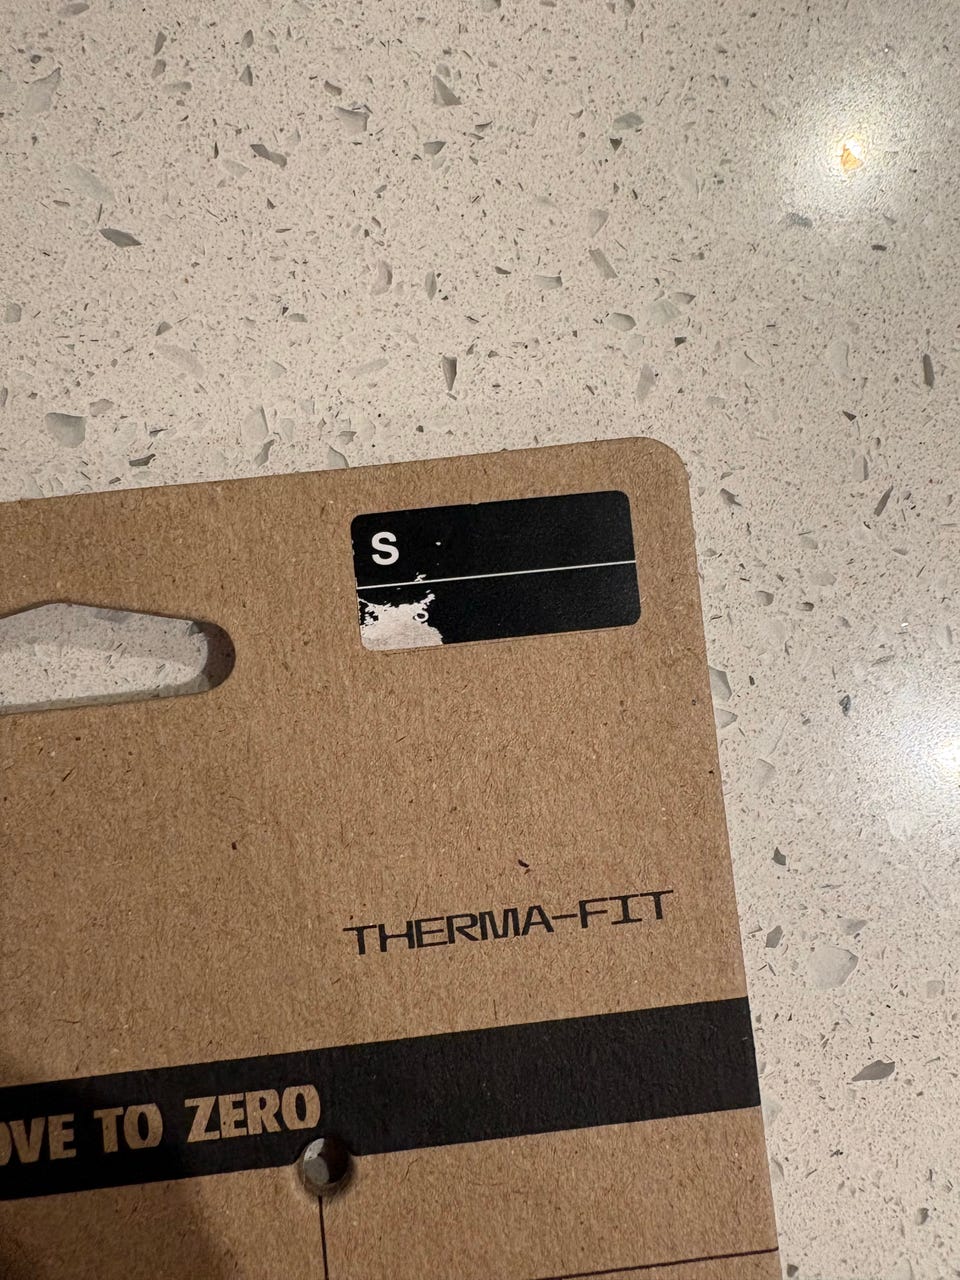 S
THERMA-FIT
OVE TO ZERO